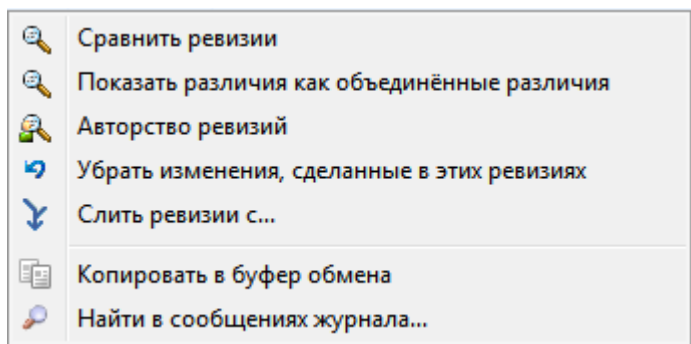 Сравнить ревизии
Показать различия как объединённые различия
Авторство ревизий
Убрать изменения, сделанные в этих ревизиях
Слить ревизии с...
Копировать в буфер обмена
Найти в сообщениях журнала...